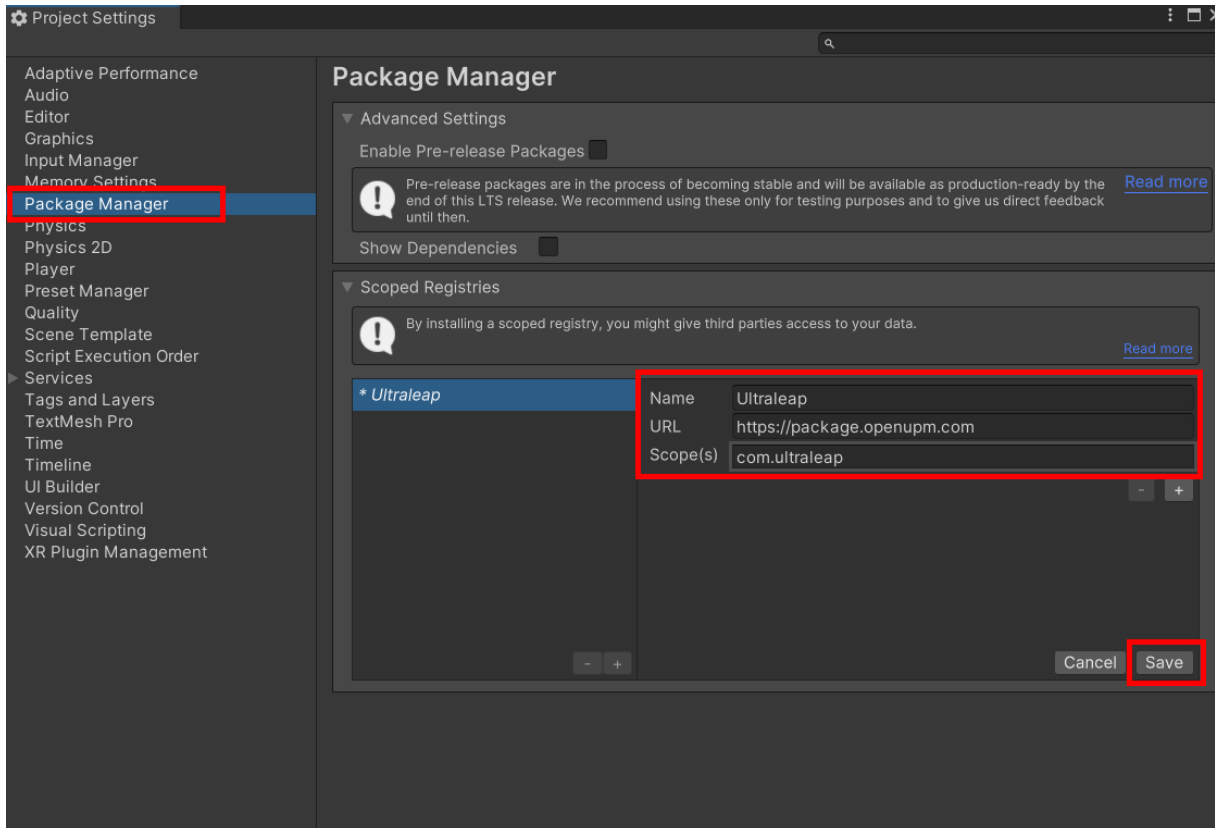 Project Settings
Adaptive Performance
Audio
Editor
Graphics
Input Manager
Memory Settings
Package Manager
Physics
Physics 2D
Player
Preset Manager
Quality
Scene Template
Script Execution Order
Services
Tags and Layers
TextMesh Pro
Time
Timeline
UI Builder
Version Control
Visual Scripting
XR Plugin Management
Package Manager
Advanced Settings
Enable Pre-release Packages
Pre-release packages are in the process of becoming stable and will be available as production-ready by the
end of this LTS release. We recommend using these only for testing purposes and to give us direct feedback
until then.
Read more
Show Dependencies
Scoped Registries
By installing a scoped registry, you might give third parties access to your data.
Read more
* Ultraleap
Name Ultraleap
URL https://package.openupm.com
Scope(s) com.ultraleap
- +
- +
Cancel Save